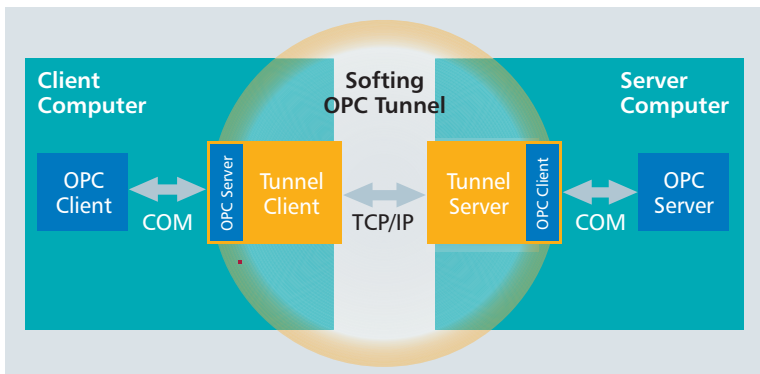 Client
Computer
Softing
OPC Tunnel
Server
Computer
OPC
Client
COM
OPC Server
Tunnel
Client
TCP/IP
Tunnel
Server
OPC Client
COM
OPC
Server